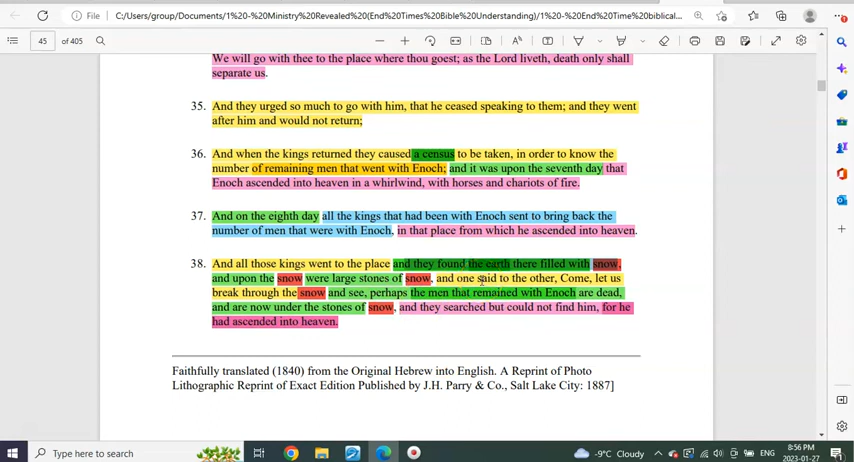 File
C:/Users/group/Documents/1%20-%20Ministry%20Revealed(End%20Times%20Bible%20Understanding)/1%20-%20END%20Time%20biblical...
45 of 405
We will go with thee to the place where thou goest; as the Lord liveth, death only shall
separate us.
35. And they urged so much to go with him, that he ceased speaking to them; and they went
after him and would not return;
36. And when the kings returned they caused a census to be taken, in order to know the
number of remaining men that went with Enoch; and it was upon the seventh day that
Enoch ascended into heaven in a whirlwind, with horses and chariots of fire.
37. And on the eighth day all the kings that had been with Enoch sent to bring back the
number of men that were with Enoch, in that place from which he ascended into heaven.
38. And all those kings went to the place and they found the earth there filled with snow,
and upon the snow were large stones of snow, and one said to the other, Come, let us
break through the snow and see, perhaps the men that remained with Enoch are dead,
and are now under the stones of snow, and they searched but could not find him, for he
had ascended into heaven.
Faithfully translated (1840) from the Original Hebrew into English. A Reprint of Photo
Lithographic Reprint of Exact Edition Published by J.H. Parry & Co., Salt Lake City: 1887]
Type here to search
-9°C Cloudy
ENG
8:56 PM
2023-01-27